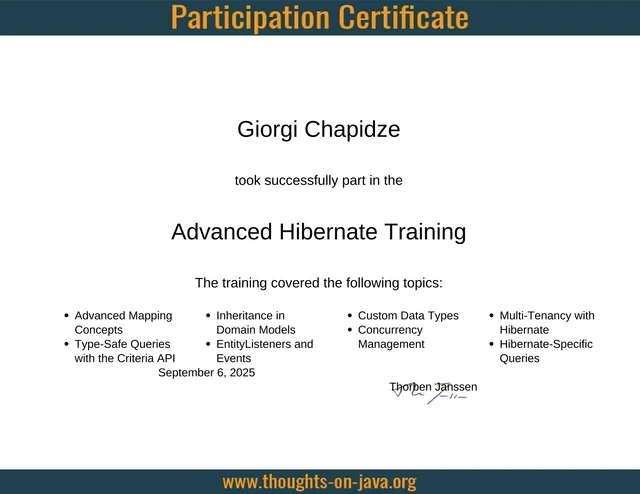 Participation Certificate
Giorgi Chapidze
took successfully part in the
Advanced Hibernate Training
The training covered the following topics:
• Advanced Mapping
Concepts
• Type-Safe Queries
with the Criteria API
• Inheritance in
Domain Models
• EntityListeners and
Events
• Custom Data Types
• Concurrency
Management
• Multi-Tenancy with
Hibernate
• Hibernate-Specific
Queries
September 6, 2025
Thorben Janssen
www.thoughts-on-java.org